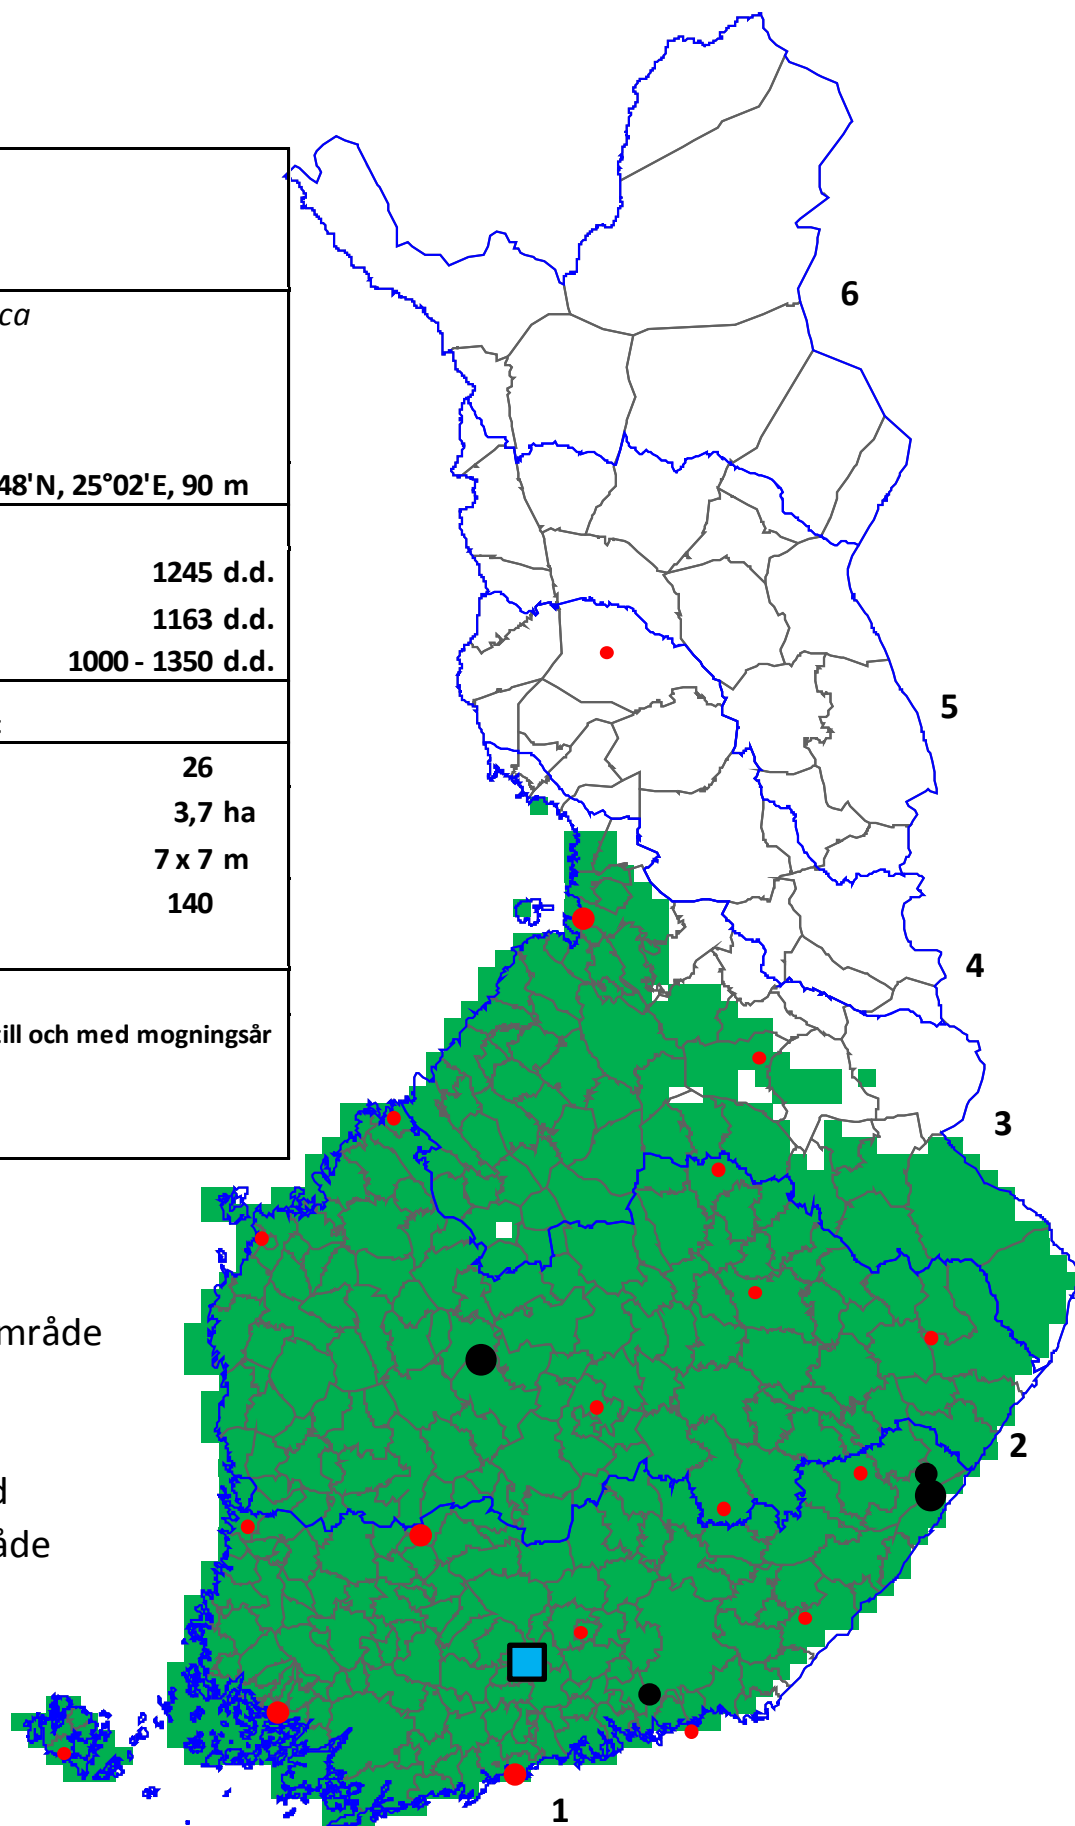 ca
48'N, 25°02'E, 90 m
1245 d.d.
1163 d.d.
1000 - 1350 d.d.
:
26
3,7 ha
7 x 7 m
140
till och med mogningsår
område
d
åde
6
5
4
3
2
1